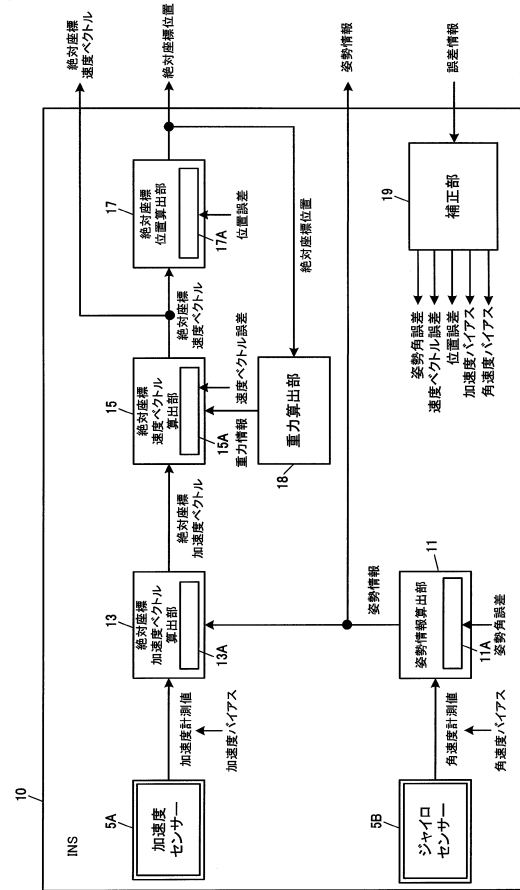 10
INS
5A
加速度
センサー
加速度計測値
加速度バイアス
13
絶対座標
加速度ベクトル
算出部
13A
絶対座標
加速度ベクトル
15
絶対座標
速度ベクトル
算出部
15A
速度ベクトル誤差
重力情報
絶対座標
速度ベクトル
17
絶対座標
位置算出部
17A
位置誤差
絶対座標
速度ベクトル
絶対座標位置
絶対座標位置
重力算出部
18
姿勢情報
姿勢情報
5B
ジャイロ
センサー
角速度計測値
角速度バイアス
11
姿勢情報算出部
11A
姿勢角誤差
19
補正部
誤差情報
姿勢角誤差
速度ベクトル誤差
位置誤差
加速度バイアス
角速度バイアス